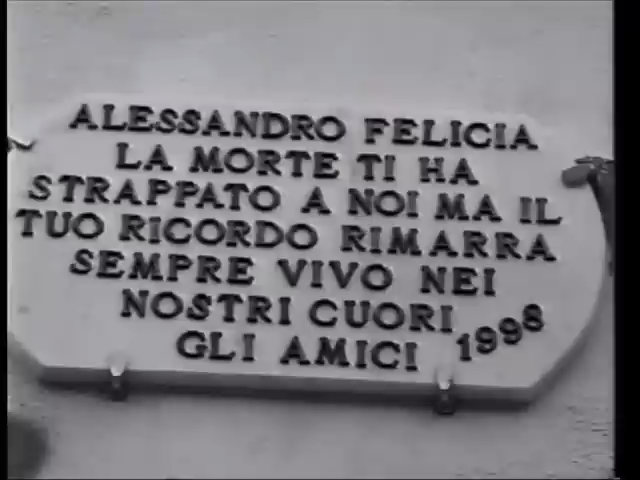 ALESSANDRO FELICIA
LA MORTE TI HA
STRAPPATO A NOI MA IL
TUO RICORDO RIMARRA
SEMPRE VIVO NEI
NOSTRI CUORI
GLI AMICI 1998